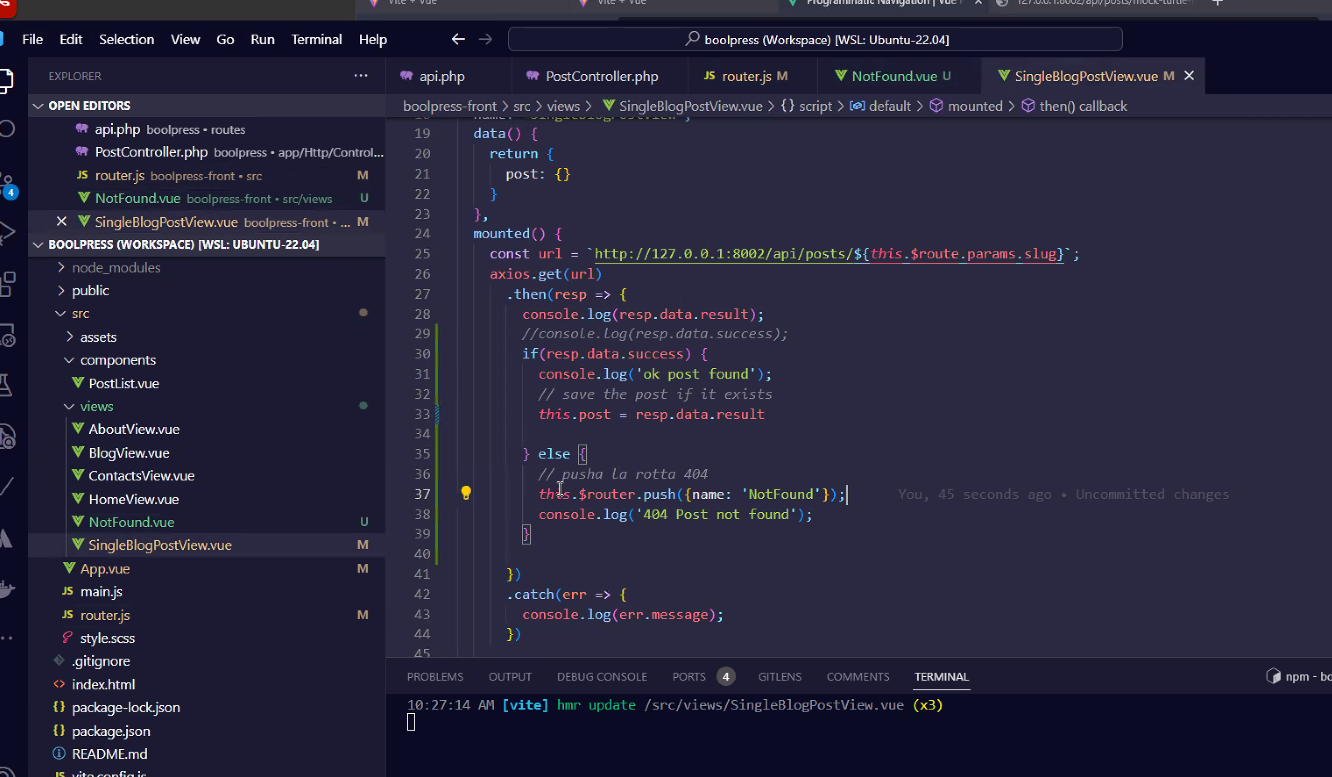 Vite + Vue
Vite + Vue
Programmatic Navigation | Vue
127.0.0.1:8002/api/posts/mock-turtle
File Edit Selection View Go Run Terminal Help
boolpress (Workspace) [WSL: Ubuntu-22.04]
EXPLORER
OPEN EDITORS
api.php boolpress • routes
PostController.php boolpress • app/Http/Control...
router.js boolpress-front • src M
NotFound.vue boolpress-front • src/views U
SingleBlogPostView.vue boolpress-front • ... M
BOOLPRESS (WORKSPACE) [WSL: UBUNTU-22.04]
node_modules
public
src
assets
components
PostList.vue
views
AboutView.vue
BlogView.vue
ContactsView.vue
HomeView.vue
NotFound.vue U
SingleBlogPostView.vue M
App.vue M
main.js
router.js M
style.scss
.gitignore
index.html
package-lock.json
package.json
README.md
vite.config.js
4
api.php
PostController.php
router.js M
NotFound.vue U
SingleBlogPostView.vue M
boolpress-front > src > views > SingleBlogPostView.vue > {} script > default > mounted > then() callback
18 name: "SingleBlogPostView",
19 data() {
20 return {
21 post: {}
22 }
23 },
24 mounted() {
25 const url = `http://127.0.0.1:8002/api/posts/${this.$route.params.slug}`;
26 axios.get(url)
27 .then(resp => {
28 console.log(resp.data.result);
29 //console.log(resp.data.success);
30 if(resp.data.success) {
31 console.log('ok post found');
32 // save the post if it exists
33 this.post = resp.data.result
34
35 } else {
36 // pusha la rotta 404
37 this.$router.push({name: 'NotFound'}); You, 45 seconds ago • Uncommitted changes
38 console.log('404 Post not found');
39 }
40
41 })
42 .catch(err => {
43 console.log(err.message);
44 })
45
PROBLEMS OUTPUT DEBUG CONSOLE PORTS 4 GITLENS COMMENTS TERMINAL
npm - bo
10:27:14 AM [vite] hmr update /src/views/SingleBlogPostView.vue (x3)